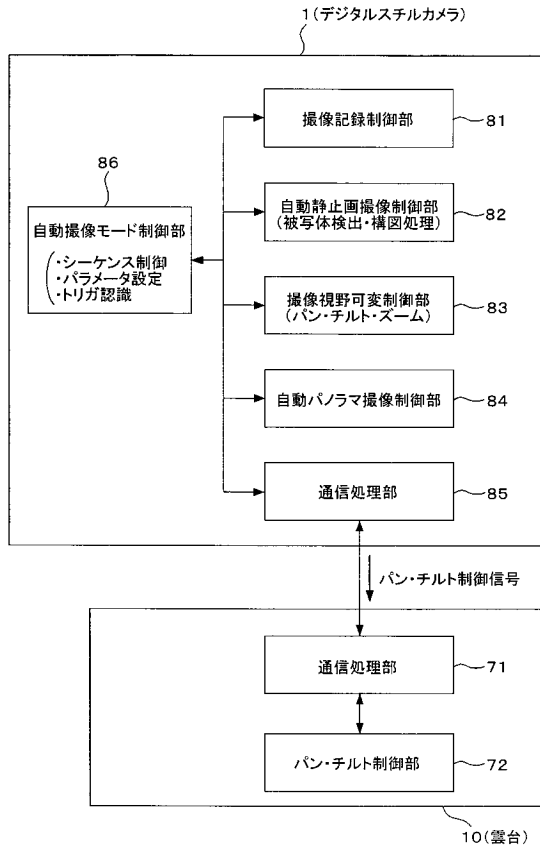 1(デジタルスチルカメラ)
撮像記録制御部
81
86
自動撮像モード制御部
・シーケンス制御
・パラメータ設定
・トリガ認識
自動静止画撮像制御部
(被写体検出・構図処理)
82
撮像視野可変制御部
(パン・チルト・ズーム)
83
自動パノラマ撮像制御部
84
通信処理部
85
パン・チルト制御信号
通信処理部
71
パン・チルト制御部
72
10(雲台)